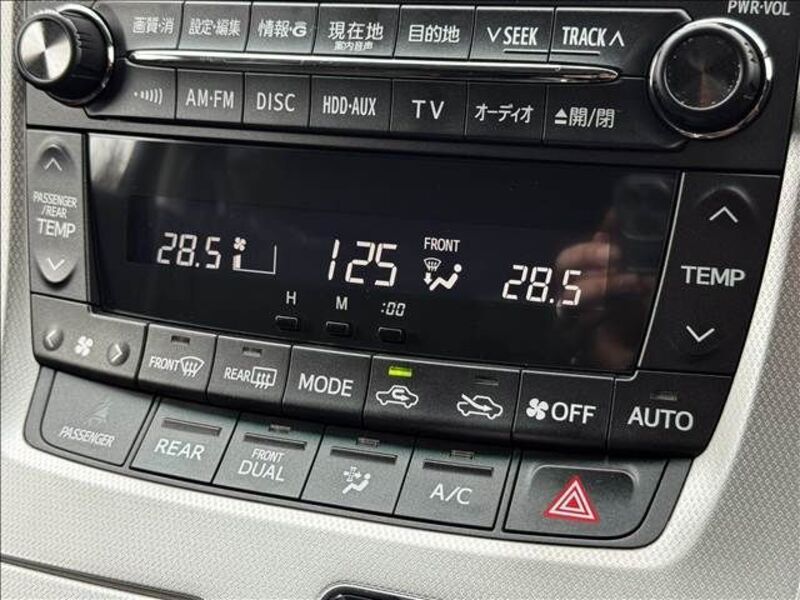 PWR·VOL
画質・消 設定・編集 情報・G 現在地 目的地 ∨SEEK TRACK∧
案内音声
AM·FM DISC HDD·AUX TV オーディオ ▲開/閉
PASSENGER
/REAR
TEMP
28.5 125 FRONT 28.5
TEMP
H M :00
FRONT REAR MODE OFF AUTO
PASSENGER REAR FRONT
DUAL A/C